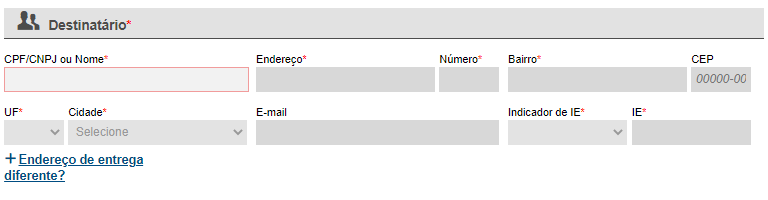 Destinatário*
CPF/CNPJ ou Nome* Endereço* Número* Bairro* CEP
00000-00
UF* Cidade* E-mail Indicador de IE* IE*
Selecione
+Endereço de entrega
diferente?